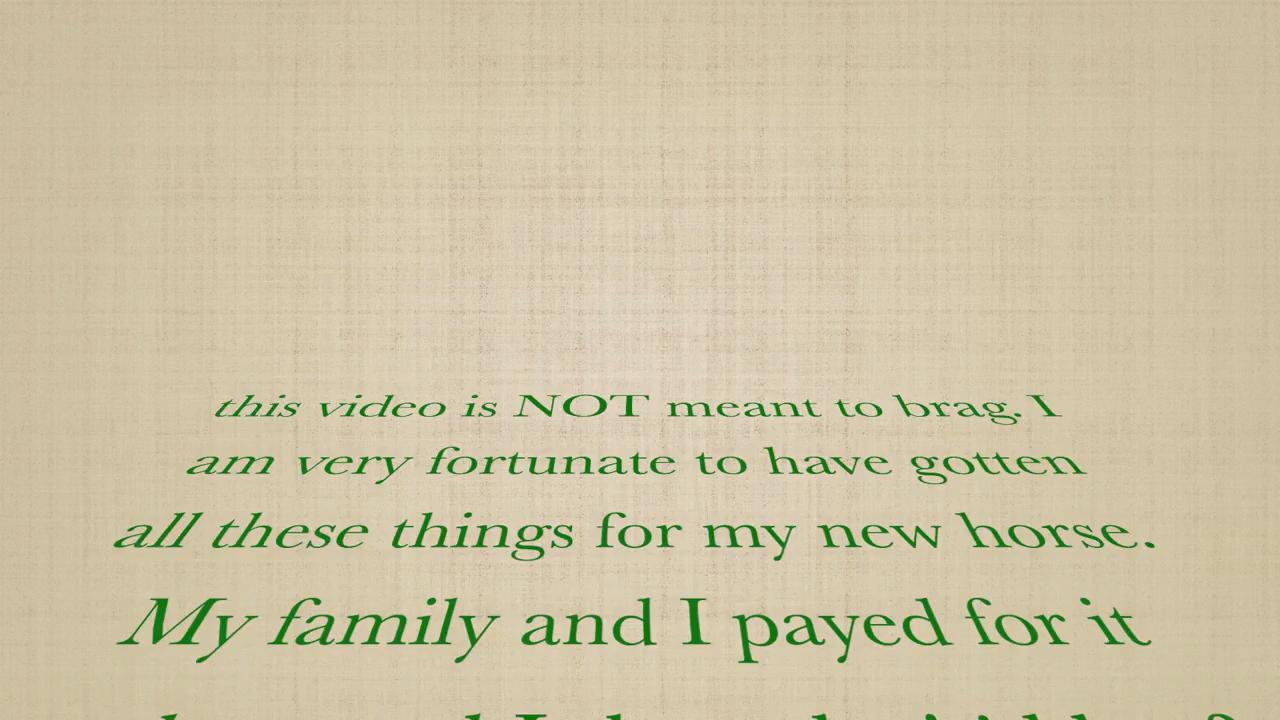 this video is NOT meant to brag. I
am very fortunate to have gotten
all these things for my new horse.
My family and I payed for it